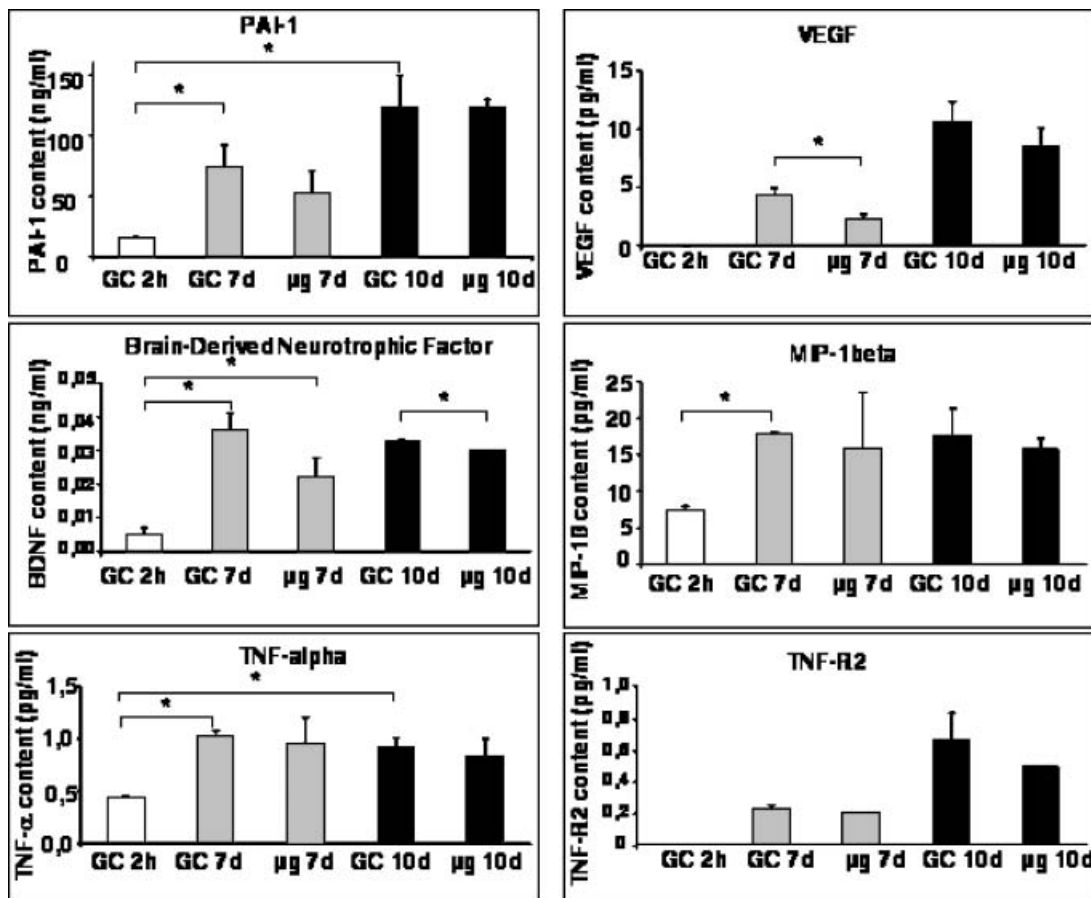 PAI-1
PAI-1 content (ng/ml)
150
100
50
0
*
*
GC 2h GC 7d µg 7d GC 10d µg 10d
VEGF
VEGF content (pg/ml)
15
10
5
0
*
GC 2h GC 7d µg 7d GC 10d µg 10d
Brain-Derived Neurotrophic Factor
BDNF content (ng/ml)
0,05
0,04
0,03
0,02
0,01
0,00
*
*
*
GC 2h GC 7d µg 7d GC 10d µg 10d
MIP-1beta
MIP-1B content (pg/ml)
25
20
15
10
5
0
*
GC 2h GC 7d µg 7d GC 10d µg 10d
TNF-alpha
TNF-α content (pg/ml)
1,5
1,0
0,5
0,0
*
*
GC 2h GC 7d µg 7d GC 10d µg 10d
TNF-R2
TNF-R2 content (pg/ml)
1,0
0,8
0,6
0,4
0,2
0
GC 2h GC 7d µg 7d GC 10d µg 10d